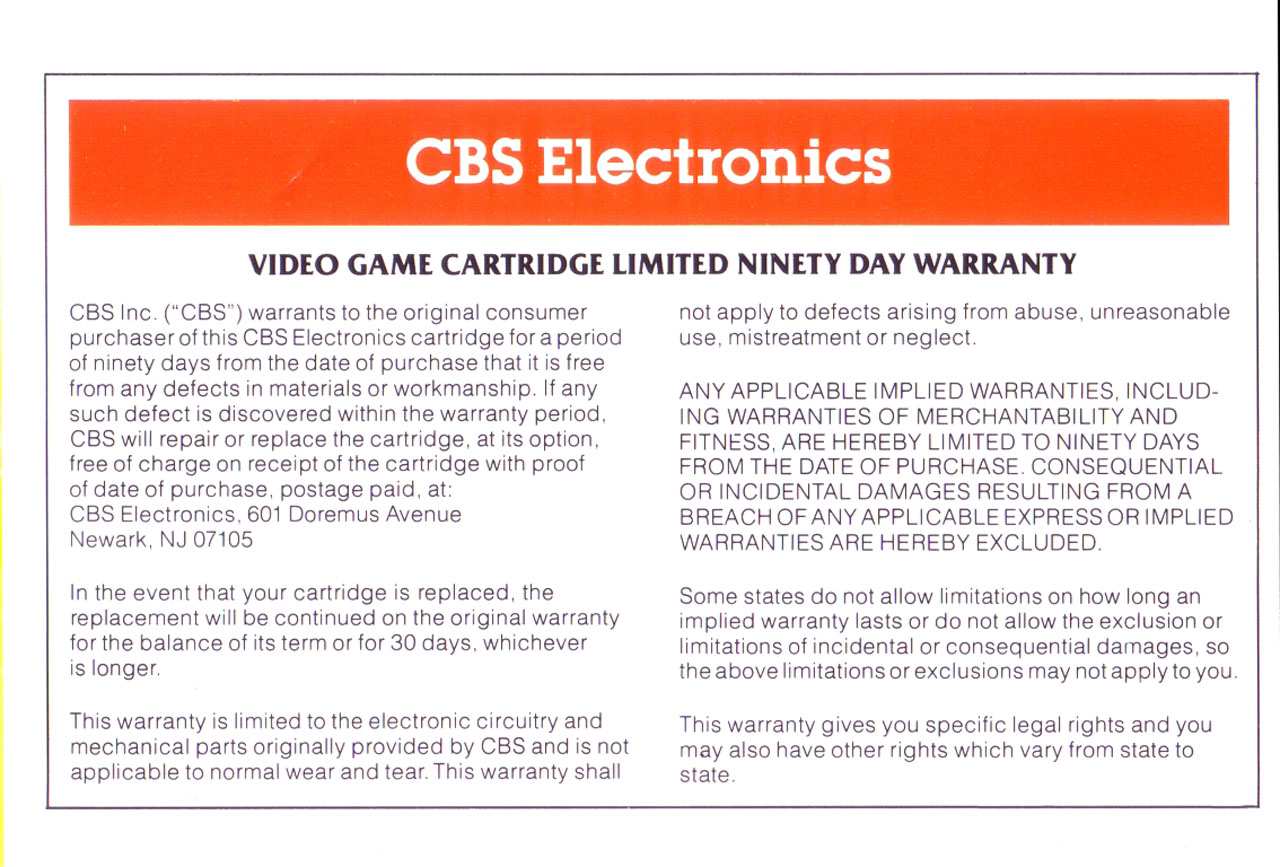 CBS Electronics
VIDEO GAME CARTRIDGE LIMITED NINETY DAY WARRANTY
CBS Inc. (“CBS”) warrants to the original consumer
purchaser of this CBS Electronics cartridge for a period
of ninety days from the date of purchase that it is free
from any defects in materials or workmanship. If any
such defect is discovered within the warranty period,
CBS will repair or replace the cartridge, at its option,
free of charge on receipt of the cartridge with proof
of date of purchase, postage paid, at:
CBS Electronics, 601 Doremus Avenue
Newark, NJ 07105
In the event that your cartridge is replaced, the
replacement will be continued on the original warranty
for the balance of its term or for 30 days, whichever
is longer.
This warranty is limited to the electronic circuitry and
mechanical parts originally provided by CBS and is not
applicable to normal wear and tear. This warranty shall
not apply to defects arising from abuse, unreasonable
use, mistreatment or neglect.
ANY APPLICABLE IMPLIED WARRANTIES, INCLUD-
ING WARRANTIES OF MERCHANTABILITY AND
FITNESS, ARE HEREBY LIMITED TO NINETY DAYS
FROM THE DATE OF PURCHASE. CONSEQUENTIAL
OR INCIDENTAL DAMAGES RESULTING FROM A
BREACH OF ANY APPLICABLE EXPRESS OR IMPLIED
WARRANTIES ARE HEREBY EXCLUDED.
Some states do not allow limitations on how long an
implied warranty lasts or do not allow the exclusion or
limitations of incidental or consequential damages, so
the above limitations or exclusions may not apply to you.
This warranty gives you specific legal rights and you
may also have other rights which vary from state to
state.